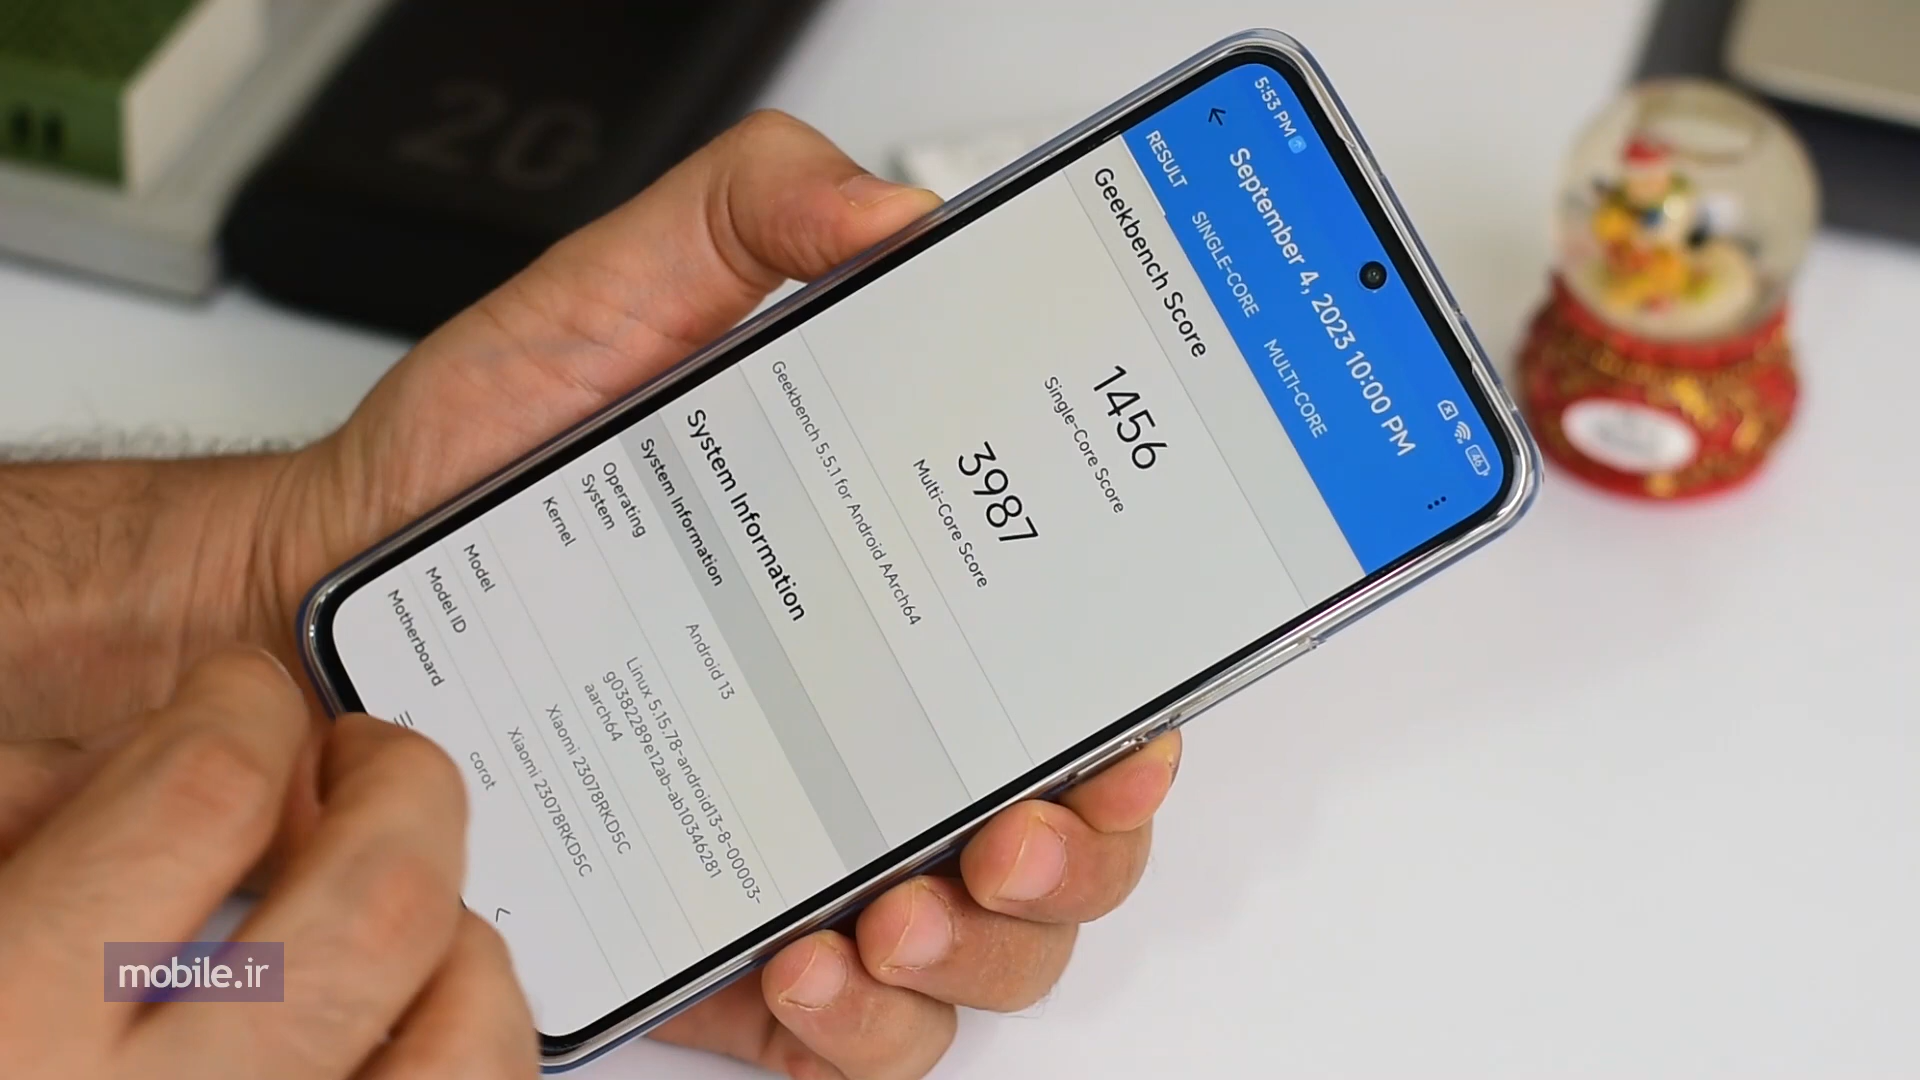 5:53 PM
46
September 4, 2023 10:00 PM
RESULT
SINGLE-CORE
MULTI-CORE
Geekbench Score
1456
Single-Core Score
3987
Multi-Core Score
Geekbench 5.5.1 for Android AArch64
System Information
System Information
Operating System
Android 13
Kernel
Linux 5.15.78-android13-8-00003-
g0382289e12ab-ab10346281
aarch64
Model
Xiaomi 23078RKD5C
Model ID
Xiaomi 23078RKD5C
Motherboard
corot
20
mobile.ir